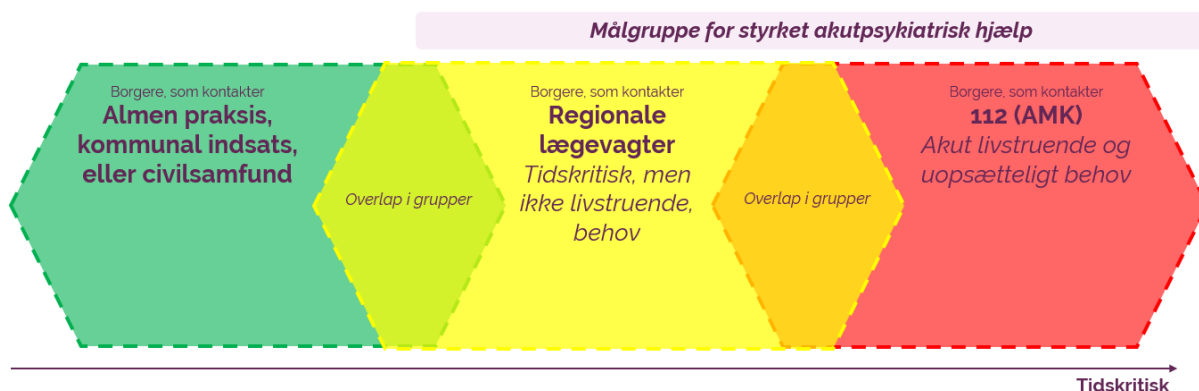 Målgruppe for styrket akutpsykiatrisk hjælp
Borgere, som kontakter
Almen praksis,
kommunal indsats,
eller civilsamfund
Overlap i grupper
Borgere, som kontakter
Regionale
lægevagter
Tidskritisk, men
ikke livstruende,
behov
Overlap i grupper
Borgere, som kontakter
112 (AMK)
Akut livstruende og
uopsætteligt behov
Tidskritisk